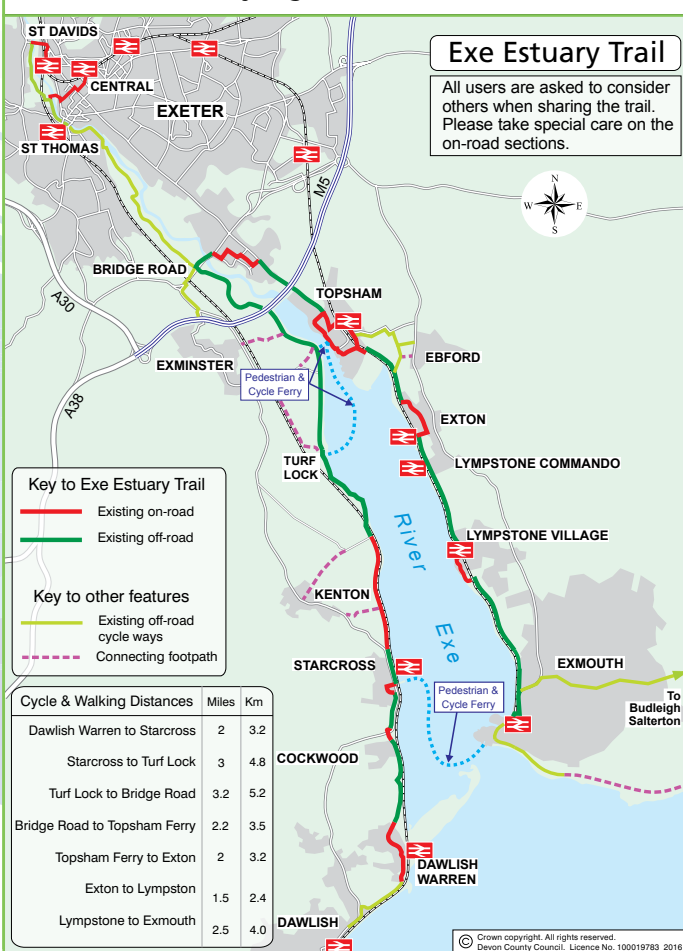 Exe Estuary Trail
All users are asked to consider
others when sharing the trail.
Please take special care on the
on-road sections.
N
W
E
S
ST DAVIDS
CENTRAL
EXETER
ST THOMAS
M5
BRIDGE ROAD
A30
TOPSHAM
A38
EXMINSTER
EBFORD
Pedestrian &
Cycle Ferry
EXTON
TURF
LOCK
LYMPSTONE COMMANDO
River
Exe
LYMPSTONE VILLAGE
KENTON
STARCROSS
EXMOUTH
Pedestrian &
Cycle Ferry
To
Budleigh
Salterton
COCKWOOD
DAWLISH
WARREN
DAWLISH
Key to Exe Estuary Trail
Existing on-road
Existing off-road
Key to other features
Existing off-road
cycle ways
Connecting footpath
Cycle & Walking Distances Miles Km
Dawlish Warren to Starcross 2 3.2
Starcross to Turf Lock 3 4.8
Turf Lock to Bridge Road 3.2 5.2
Bridge Road to Topsham Ferry 2.2 3.5
Topsham Ferry to Exton 2 3.2
Exton to Lympston 1.5 2.4
Lympstone to Exmouth 2.5 4.0
© Crown copyright. All rights reserved.
Devon County Council. Licence No. 100019783 2016